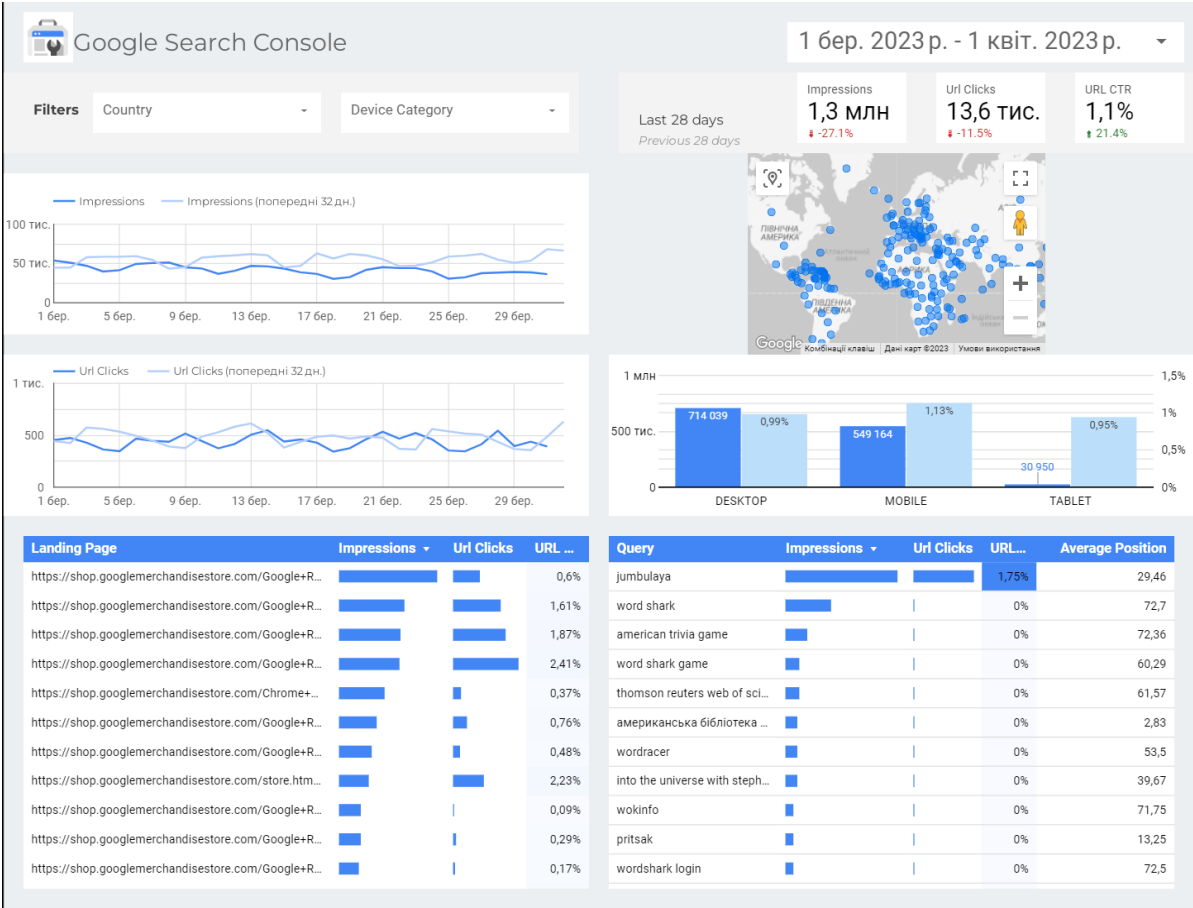 Google Search Console
1 бер. 2023 р. - 1 квіт. 2023 р.
Filters
Country
Device Category
Last 28 days
Previous 28 days
Impressions
1,3 млн
-27.1%
Url Clicks
13,6 тис.
-11.5%
URL CTR
1,1%
21.4%
Impressions
Impressions (попередні 32 дн.)
100 тис.
50 тис.
0
1 бер. 5 бер. 9 бер. 13 бер. 17 бер. 21 бер. 25 бер. 29 бер.
ПІВНІЧНА
АМЕРИКА
АФРИКА
ПІВДЕННА
АМЕРИКА
Google Комбінації клавіш Дані карт ©2023 Умови використання
Url Clicks
Url Clicks (попередні 32 дн.)
1 тис.
500
0
1 бер. 5 бер. 9 бер. 13 бер. 17 бер. 21 бер. 25 бер. 29 бер.
1 млн
500 тис.
0
1,5%
1%
0,5%
0%
714 039
0,99%
549 164
1,13%
30 950
0,95%
DESKTOP MOBILE TABLET
Landing Page Impressions Url Clicks URL ...
https://shop.googlemerchandisestore.com/Google+R... 0,6%
https://shop.googlemerchandisestore.com/Google+R... 1,61%
https://shop.googlemerchandisestore.com/Google+R... 1,87%
https://shop.googlemerchandisestore.com/Google+R... 2,41%
https://shop.googlemerchandisestore.com/Chrome+... 0,37%
https://shop.googlemerchandisestore.com/Google+R... 0,76%
https://shop.googlemerchandisestore.com/Google+R... 0,48%
https://shop.googlemerchandisestore.com/store.htm... 2,23%
https://shop.googlemerchandisestore.com/Google+R... 0,09%
https://shop.googlemerchandisestore.com/Google+R... 0,29%
https://shop.googlemerchandisestore.com/Google+R... 0,17%
Query Impressions Url Clicks URL... Average Position
jumbulaya 1,75% 29,46
word shark 0% 72,7
american trivia game 0% 72,36
word shark game 0% 60,29
thomson reuters web of sci... 0% 61,57
американська бібліотека ... 0% 2,83
wordracer 0% 53,5
into the universe with steph... 0% 39,67
wokinfo 0% 71,75
pritsak 0% 13,25
wordshark login 0% 72,5